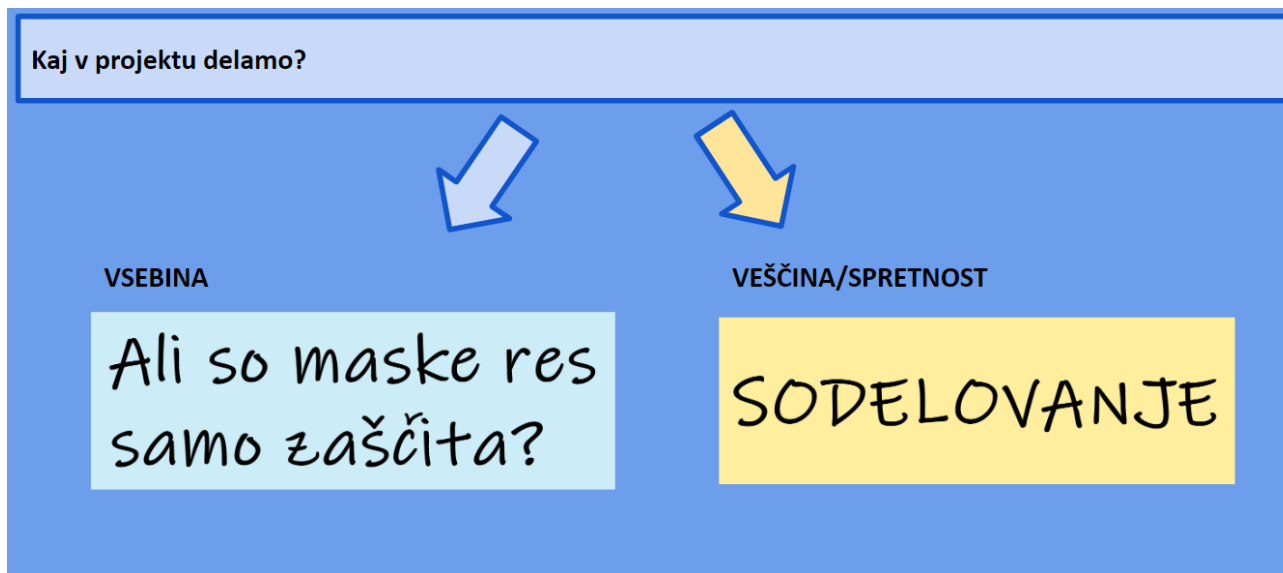 Kaj v projektu delamo?
VSEBINA
Ali so maske res
samo zaščita?
VEŠČINA/SPRETNOST
SODELOVANJE